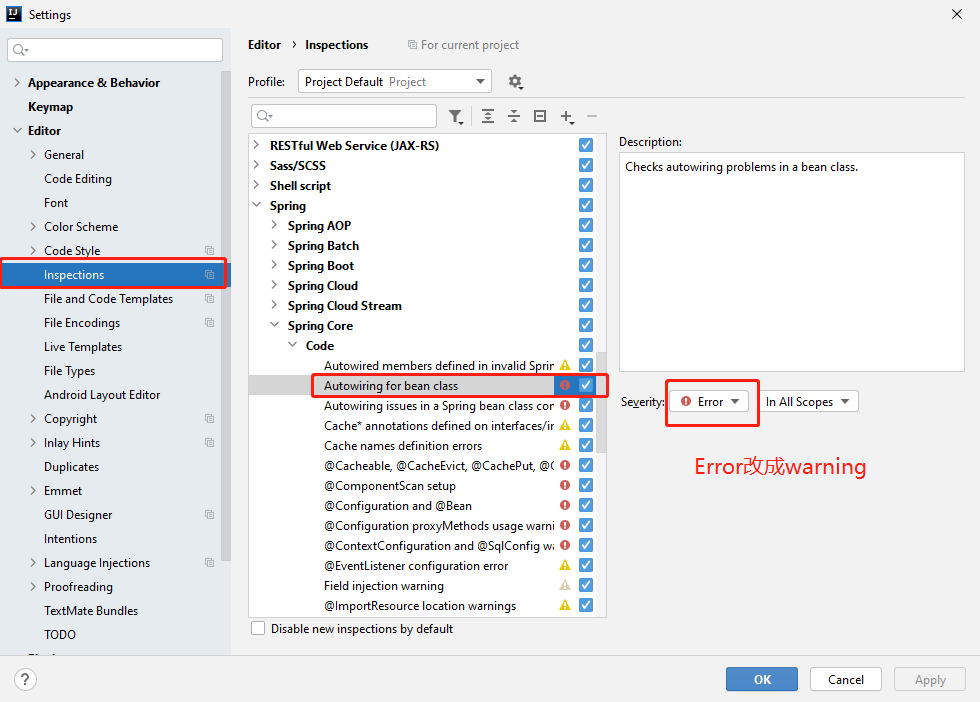 IJ Settings
Appearance & Behavior
Keymap
Editor
General
Code Editing
Font
Color Scheme
Code Style
Inspections
File and Code Templates
File Encodings
Live Templates
File Types
Android Layout Editor
Copyright
Inlay Hints
Duplicates
Emmet
GUI Designer
Intentions
Language Injections
Proofreading
TextMate Bundles
TODO
Editor › Inspections For current project
Profile: Project Default Project
RESTful Web Service (JAX-RS)
Sass/SCSS
Shell script
Spring
Spring AOP
Spring Batch
Spring Boot
Spring Cloud
Spring Cloud Stream
Spring Core
Code
Autowired members defined in invalid Sprin
Autowiring for bean class
Autowiring issues in a Spring bean class con
Cache* annotations defined on interfaces/in
Cache names definition errors
@Cacheable, @CacheEvict, @CachePut, @C
@ComponentScan setup
@Configuration and @Bean
@Configuration proxyMethods usage warni
@ContextConfiguration and @SqlConfig wa
@EventListener configuration error
Field injection warning
@ImportResource location warnings
Disable new inspections by default
Description:
Checks autowiring problems in a bean class.
Severity: Error In All Scopes
Error改成warning
? OK Cancel Apply